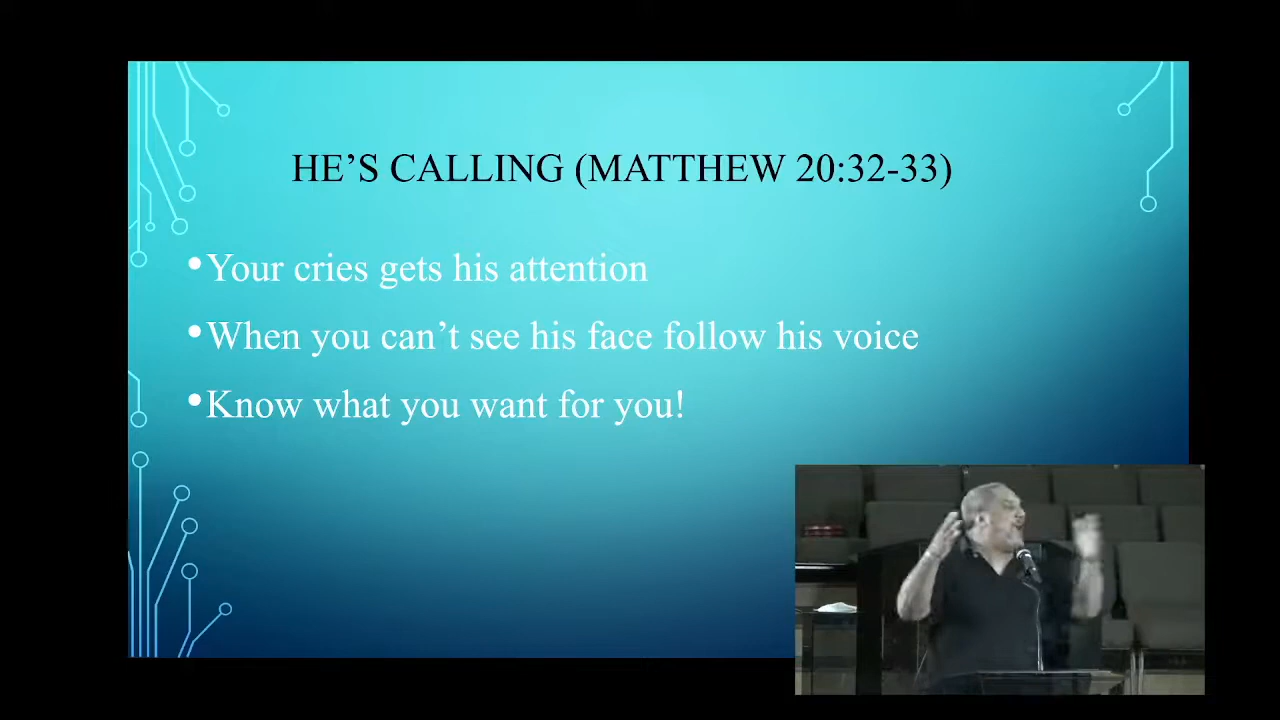 HE’S CALLING (MATTHEW 20:32-33)
•Your cries gets his attention
•When you can’t see his face follow his voice
•Know what you want for you!